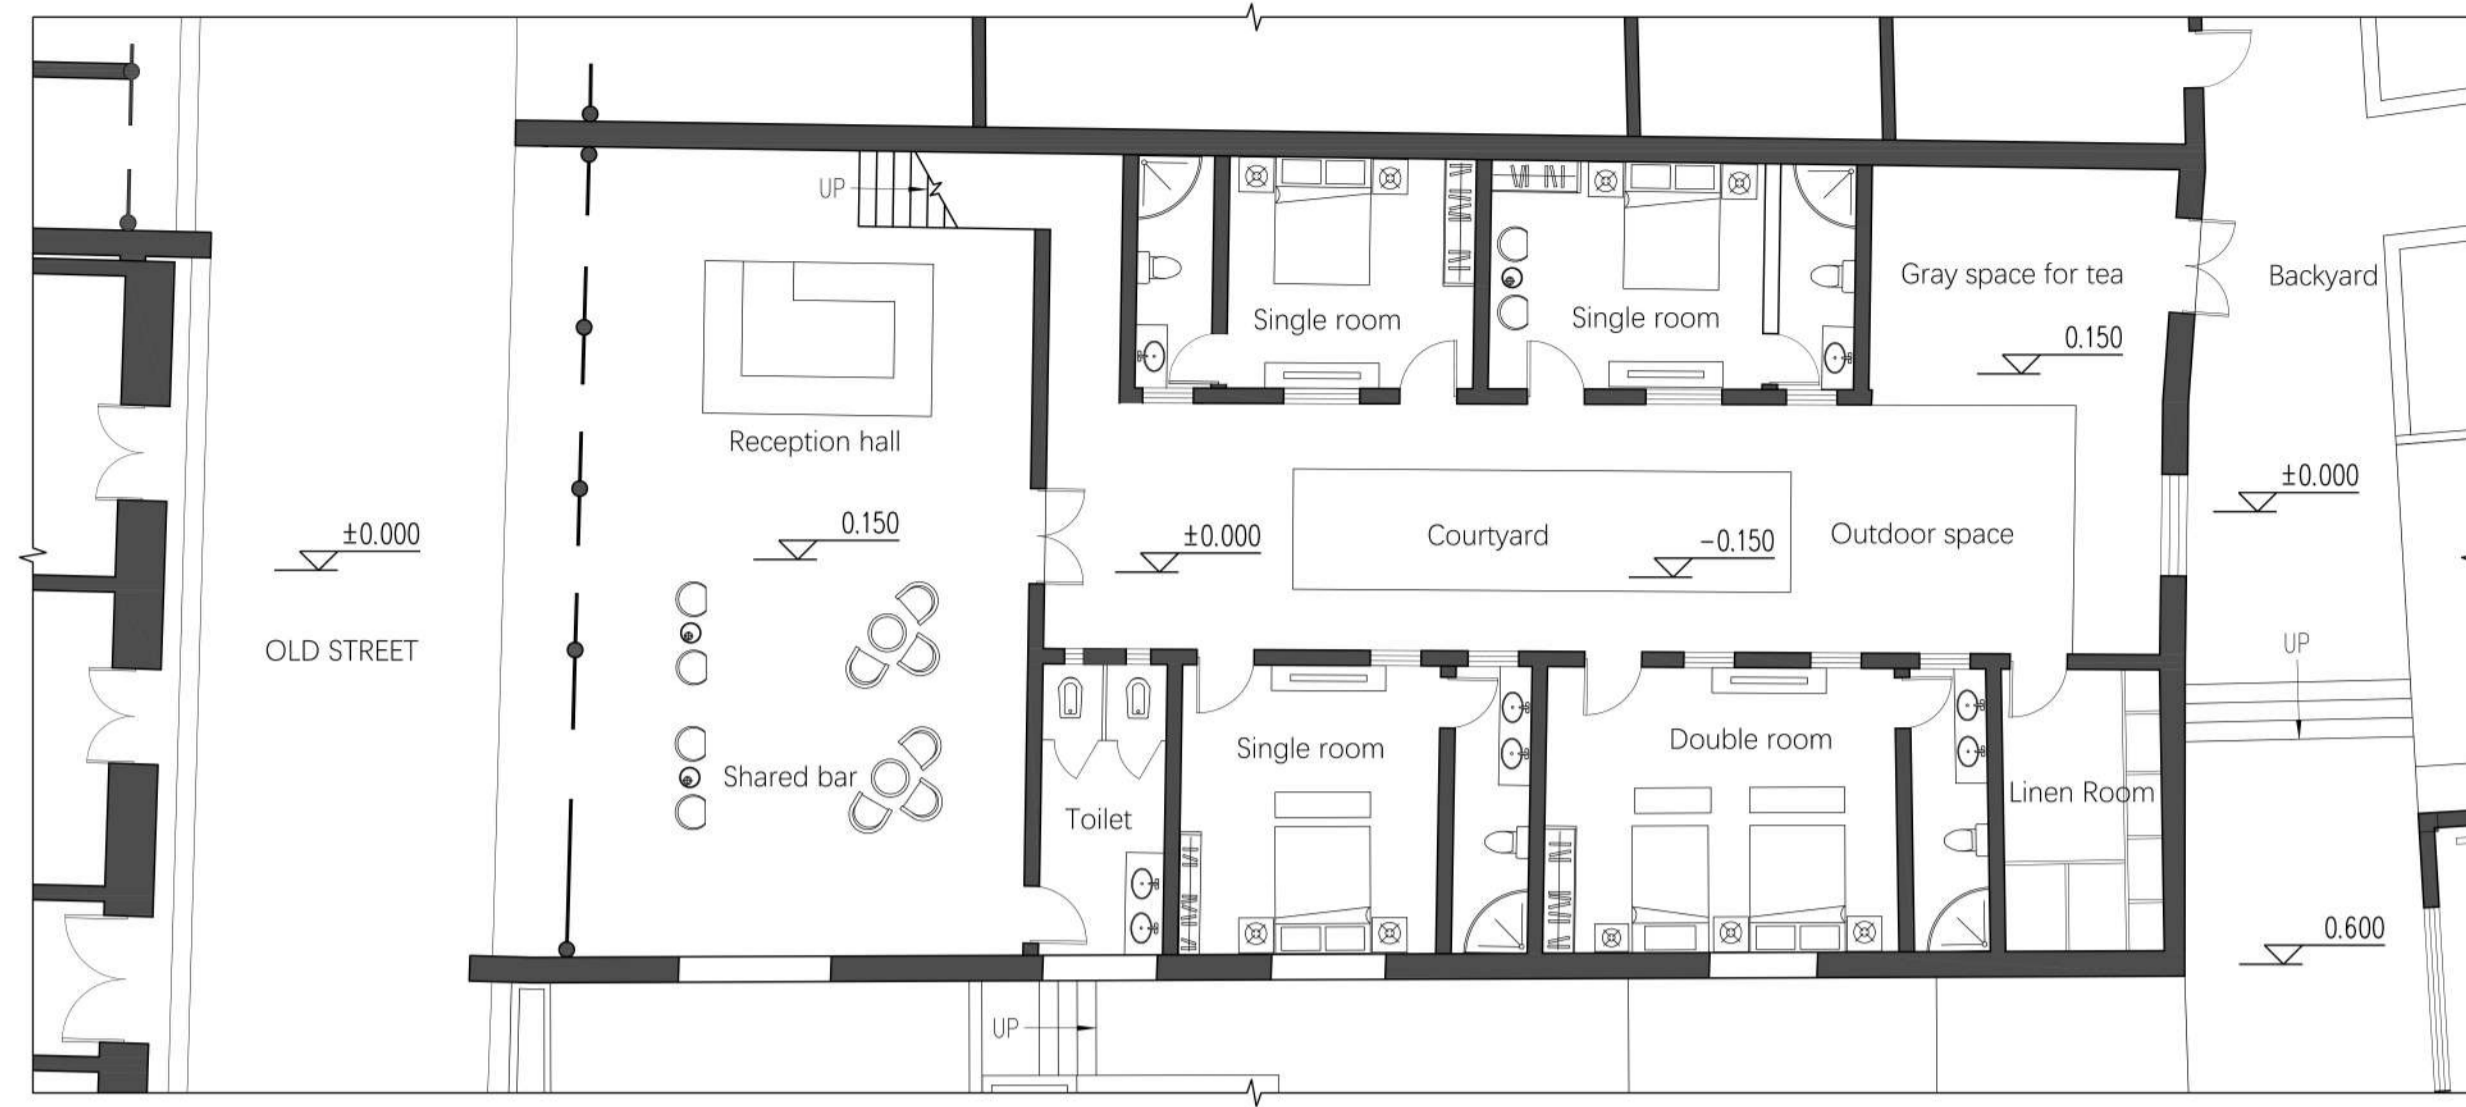 UP
Single room
Single room
Gray space for tea
Backyard
0.150
Reception hall
±0.000
0.150
±0.000
Courtyard
-0.150
Outdoor space
±0.000
OLD STREET
UP
Shared bar
Toilet
Single room
Double room
Linen Room
0.600
UP